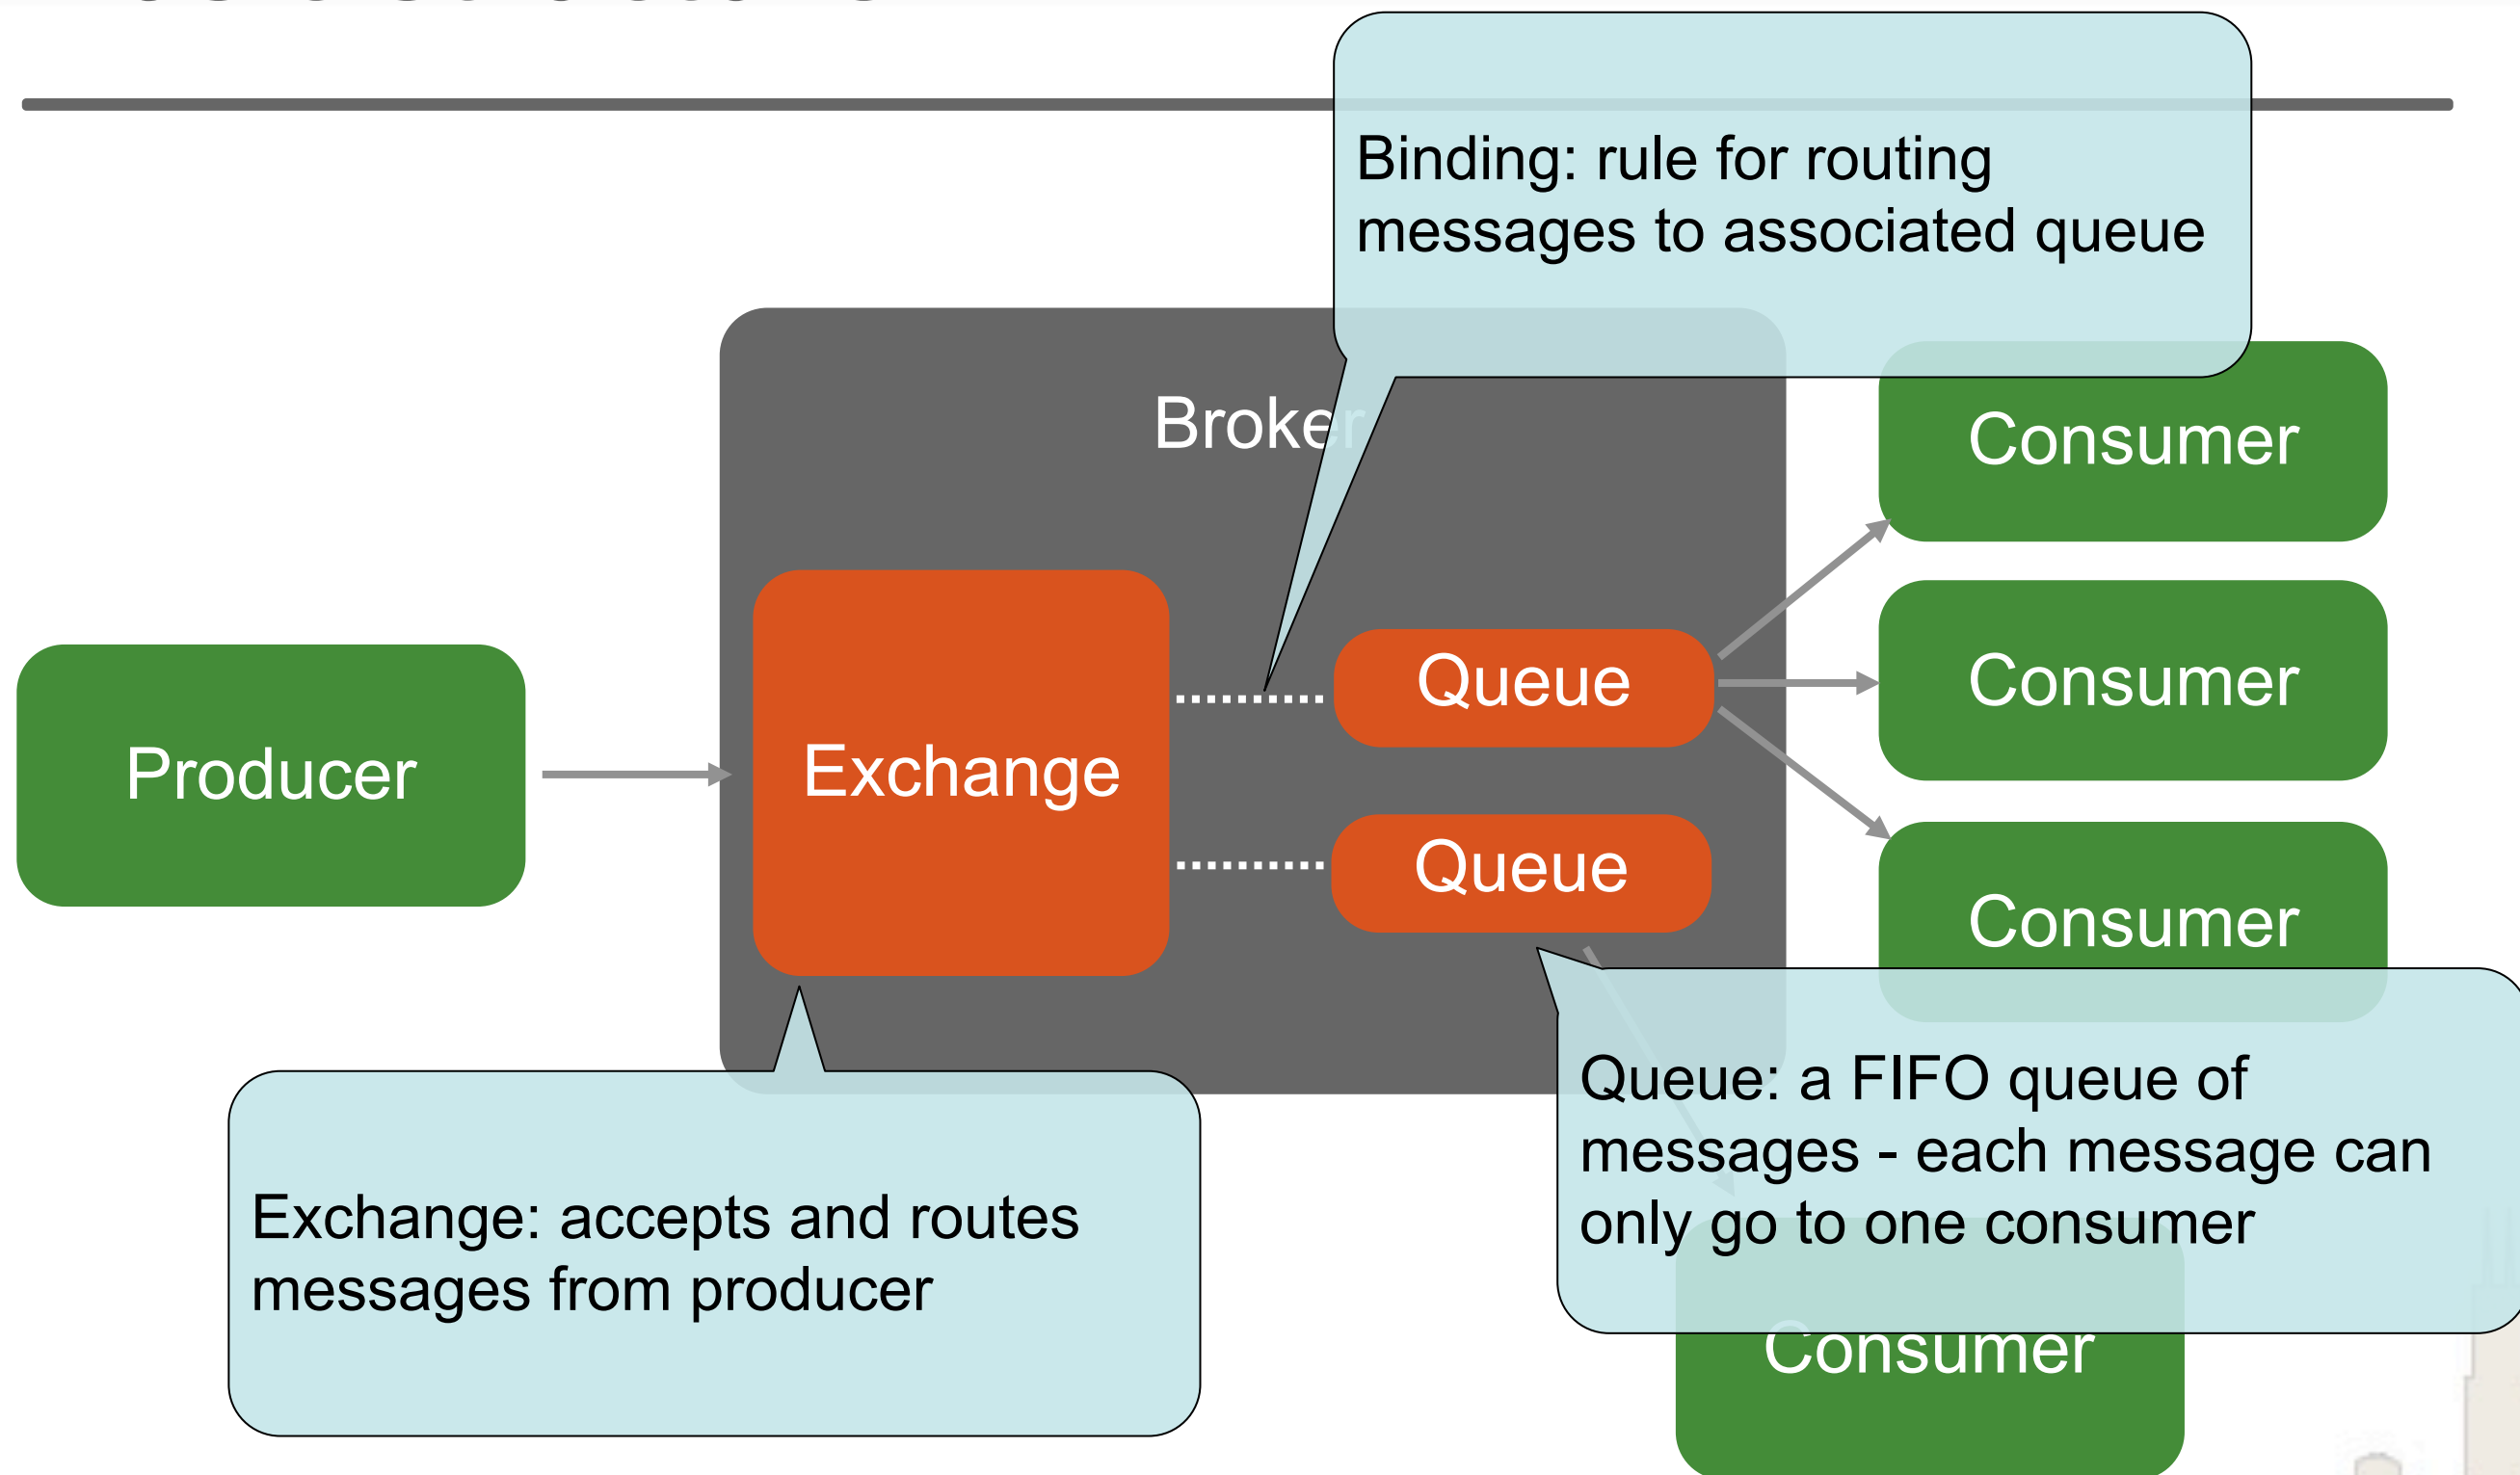 Binding: rule for routing
messages to associated queue
Broker
Consumer
Consumer
Queue
Producer
Exchange
Queue
Consumer
Queue: a FIFO queue of
messages - each message can
only go to one consumer
Exchange: accepts and routes
messages from producer
Consumer